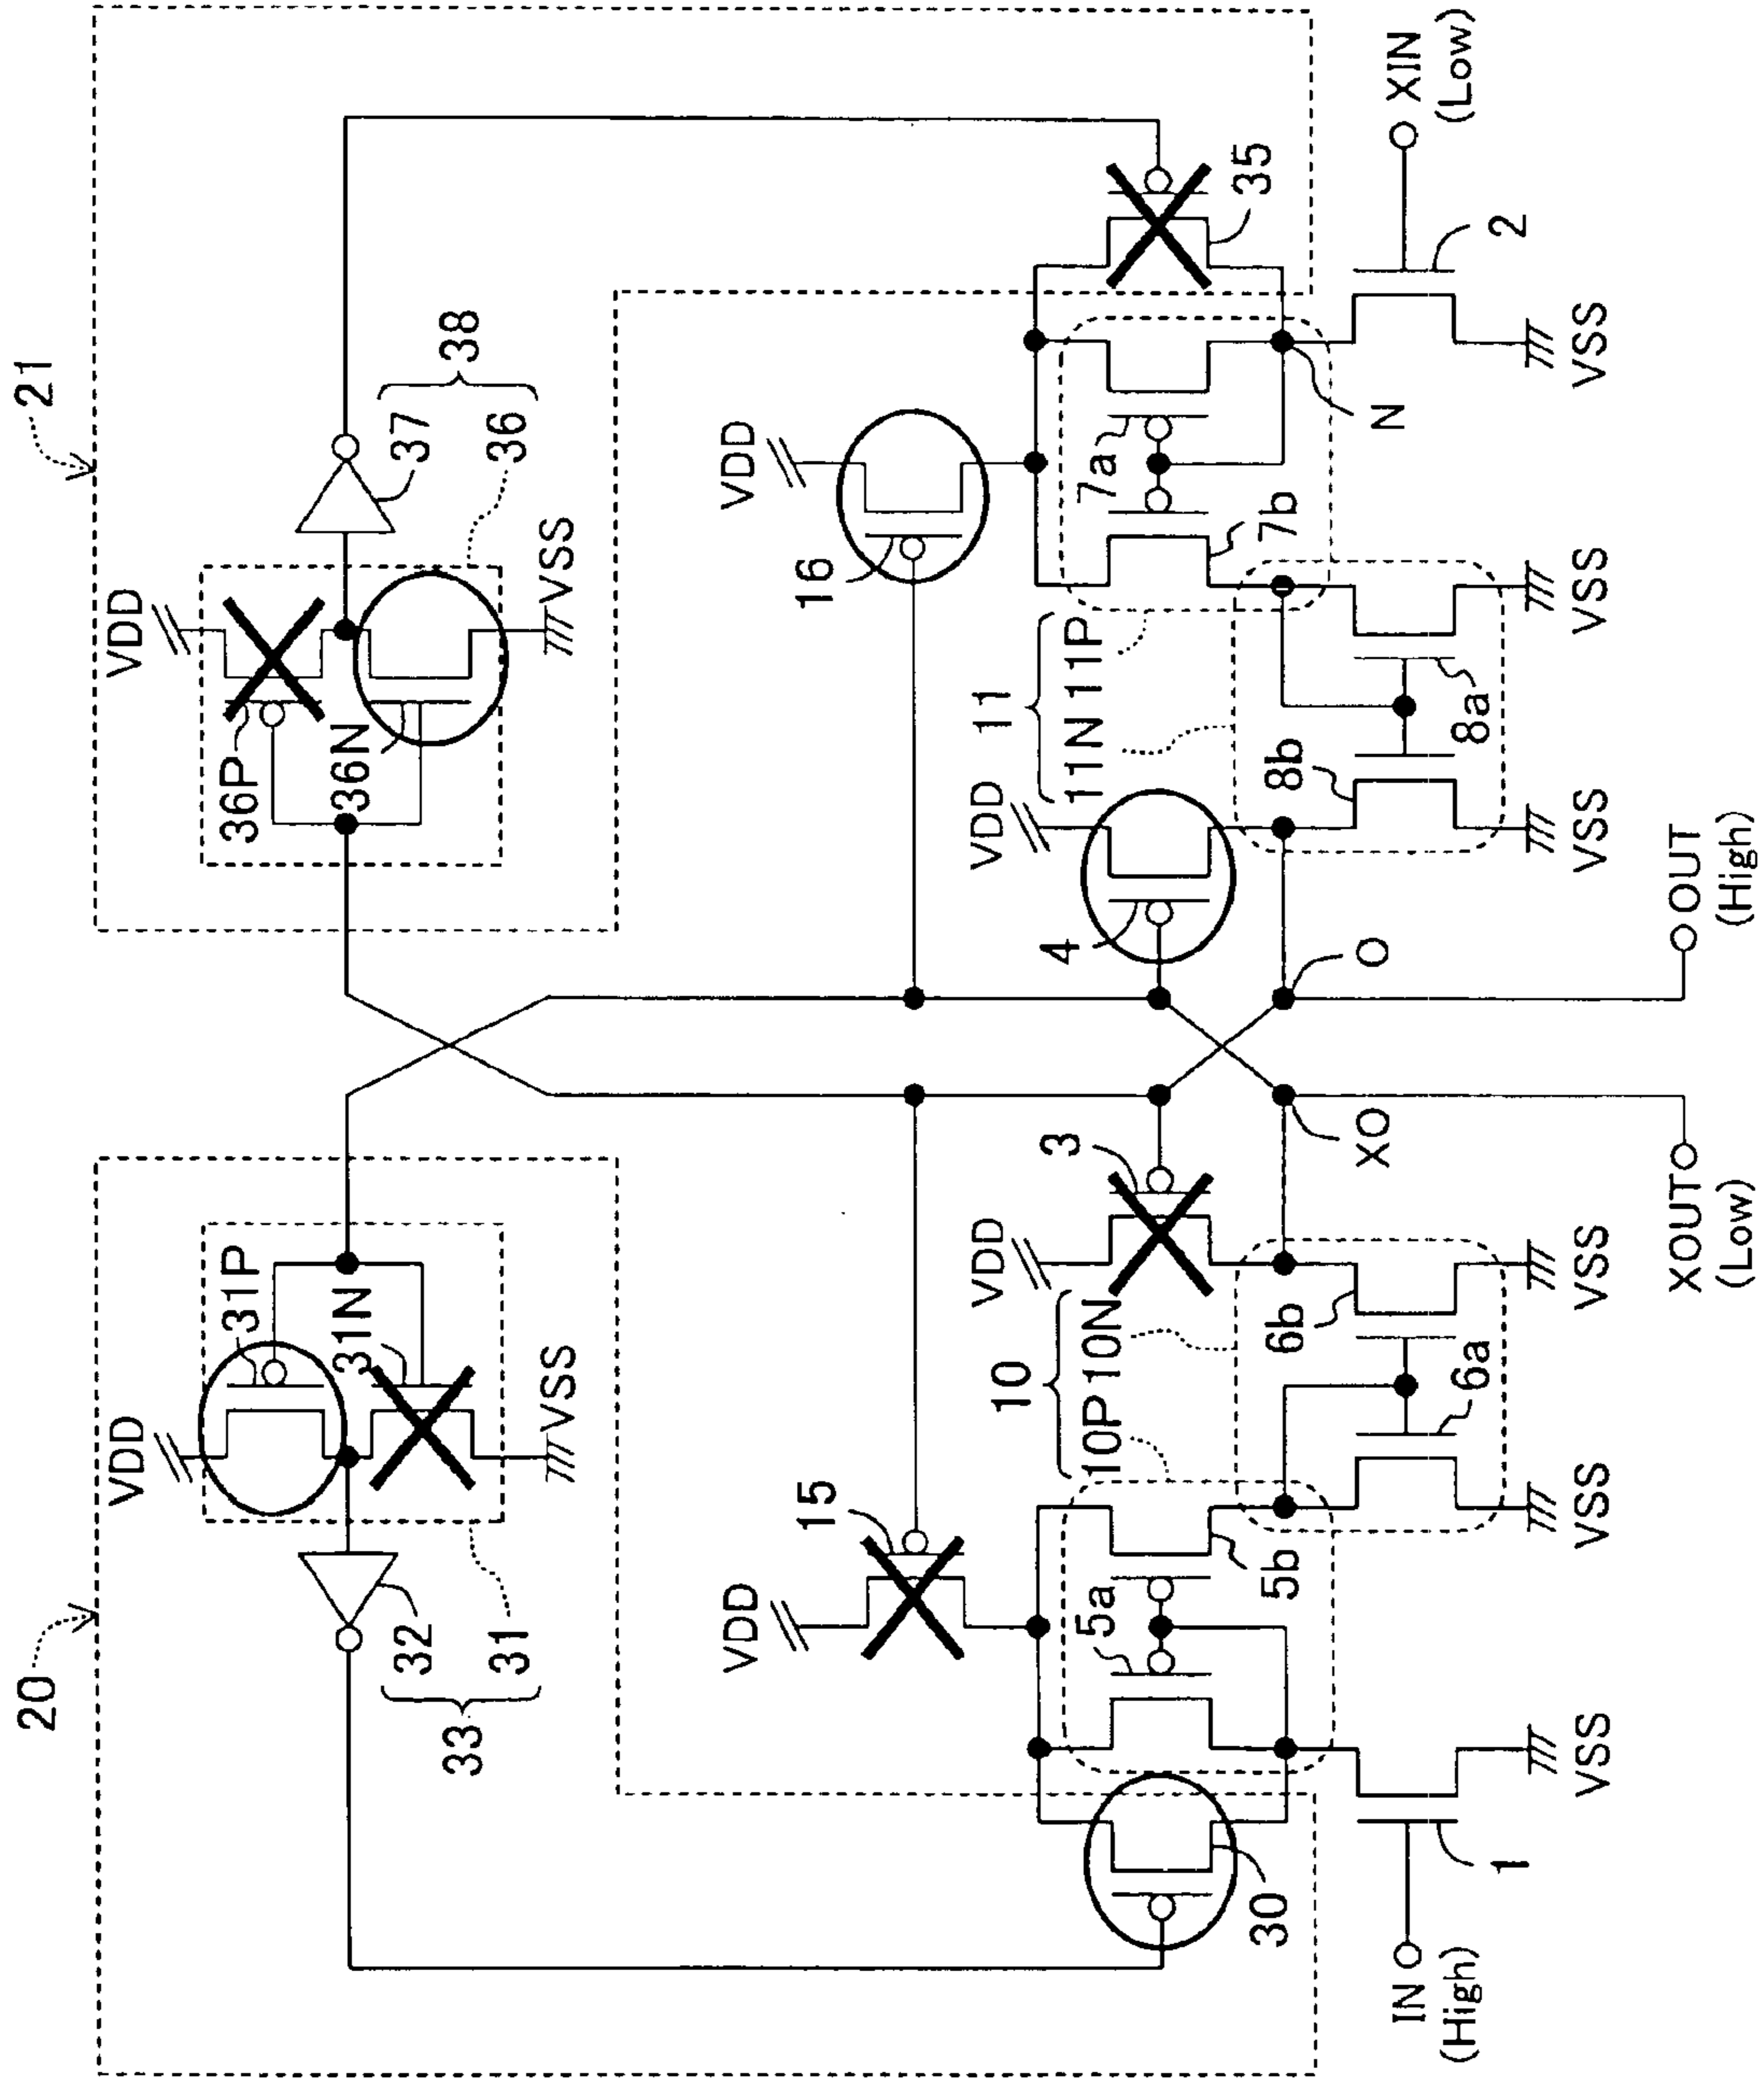 20
21
VDD
31P
31N
VSS
32
31
33
VDD
36P
36N
VSS
37
38
36
VDD
15
VDD
16
5a
5b
10
10P 10N
VDD
3
VDD
4
11
11N 11P
7a
7b
35
30
6b
6a
8b
8a
XO
O
N
IN
(High)
1
VSS
VSS
VSS
XOUT
(Low)
OUT
(High)
VSS
VSS
VSS
2
XIN
(Low)